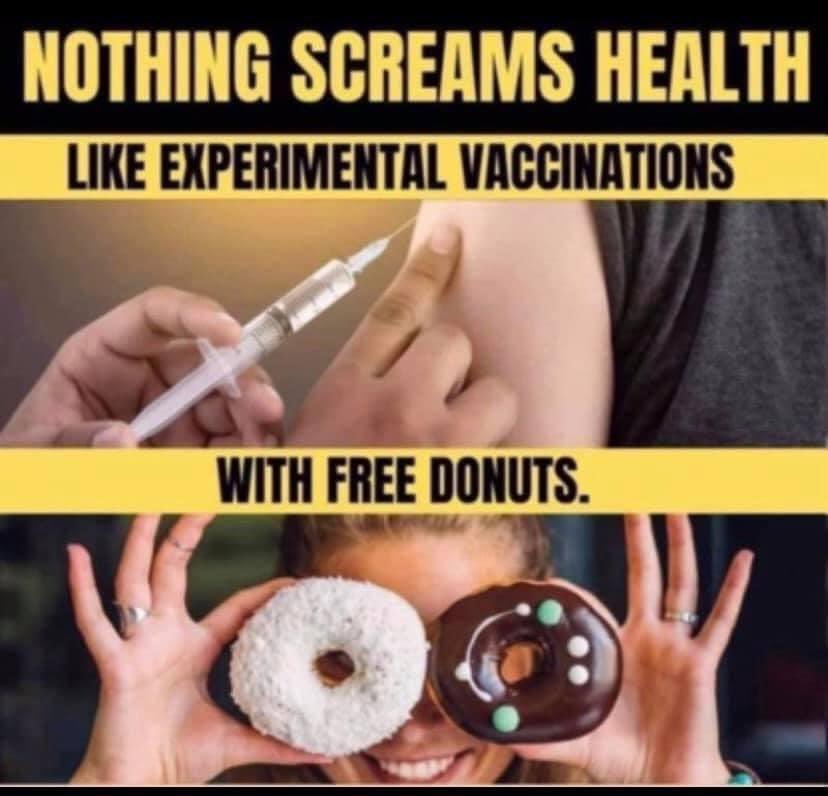 NOTHING SCREAMS HEALTH
LIKE EXPERIMENTAL VACCINATIONS
WITH FREE DONUTS.